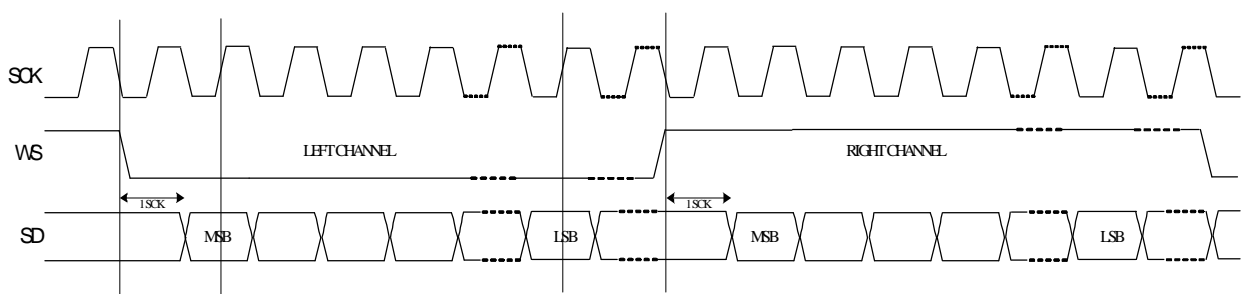 SCK
WS
LEFT CHANNEL
RIGHT CHANNEL
1 SCK
1 SCK
SD
MSB
LSB
MSB
LSB